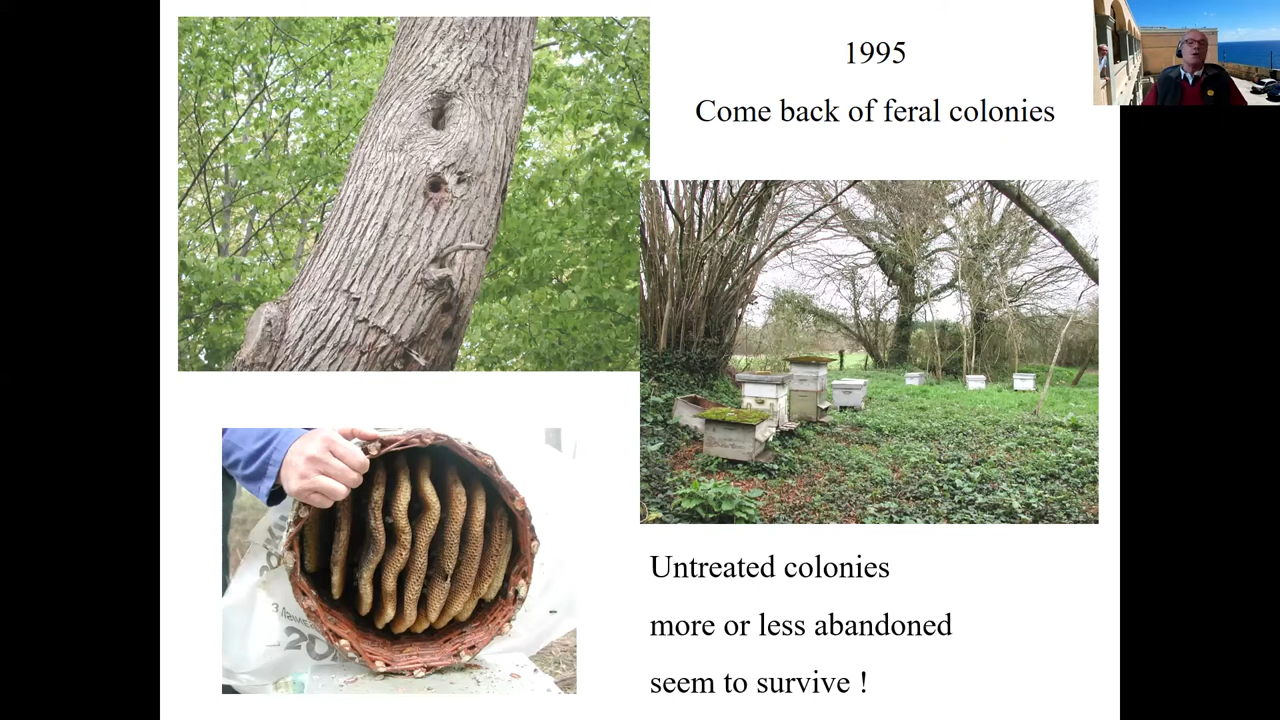 1995
Come back of feral colonies
Untreated colonies
more or less abandoned
seem to survive !